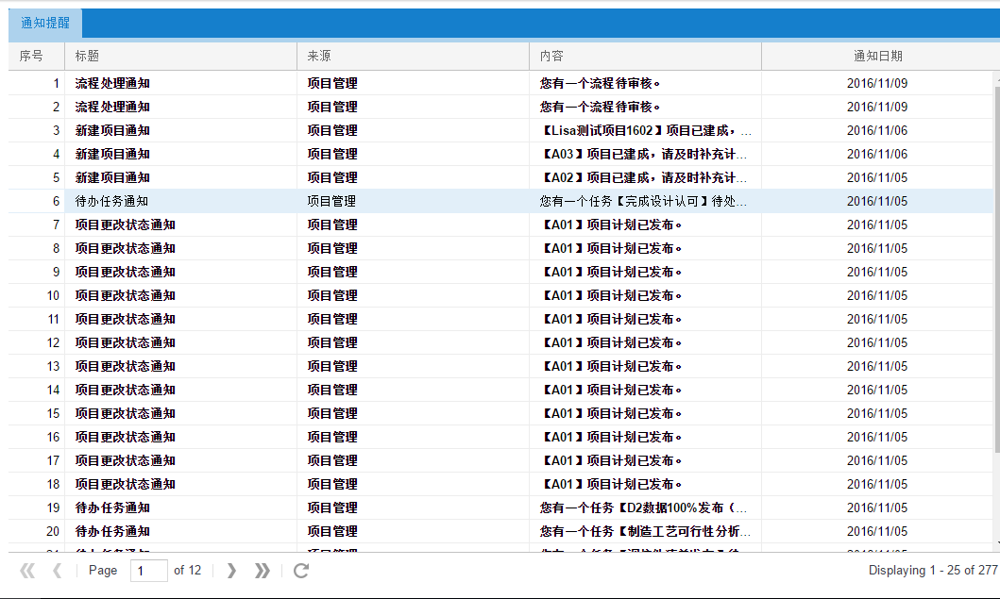 通知提醒
序号 标题 来源 内容 通知日期
1 流程处理通知 项目管理 您有一个流程待审核。 2016/11/09
2 流程处理通知 项目管理 您有一个流程待审核。 2016/11/09
3 新建项目通知 项目管理 【Lisa测试项目1602】项目已建成，... 2016/11/06
4 新建项目通知 项目管理 【A03】项目已建成，请及时补充计... 2016/11/06
5 新建项目通知 项目管理 【A02】项目已建成，请及时补充计... 2016/11/05
6 待办任务通知 项目管理 您有一个任务【完成设计认可】待处... 2016/11/05
7 项目更改状态通知 项目管理 【A01】项目计划已发布。 2016/11/05
8 项目更改状态通知 项目管理 【A01】项目计划已发布。 2016/11/05
9 项目更改状态通知 项目管理 【A01】项目计划已发布。 2016/11/05
10 项目更改状态通知 项目管理 【A01】项目计划已发布。 2016/11/05
11 项目更改状态通知 项目管理 【A01】项目计划已发布。 2016/11/05
12 项目更改状态通知 项目管理 【A01】项目计划已发布。 2016/11/05
13 项目更改状态通知 项目管理 【A01】项目计划已发布。 2016/11/05
14 项目更改状态通知 项目管理 【A01】项目计划已发布。 2016/11/05
15 项目更改状态通知 项目管理 【A01】项目计划已发布。 2016/11/05
16 项目更改状态通知 项目管理 【A01】项目计划已发布。 2016/11/05
17 项目更改状态通知 项目管理 【A01】项目计划已发布。 2016/11/05
18 项目更改状态通知 项目管理 【A01】项目计划已发布。 2016/11/05
19 待办任务通知 项目管理 您有一个任务【D2数据100%发布（... 2016/11/05
20 待办任务通知 项目管理 您有一个任务【制造工艺可行性分析... 2016/11/05
Page 1 of 12 Displaying 1 - 25 of 277